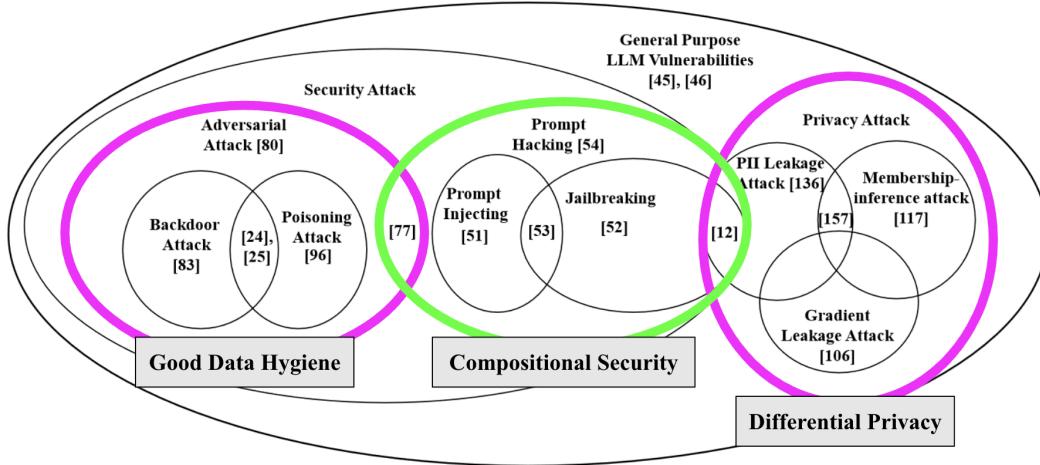 General Purpose
LLM Vulnerabilities
[45], [46]
Security Attack
Adversarial
Attack [80]
Backdoor
Attack
[83]
[24],
[25]
Poisoning
Attack
[96]
[77]
Prompt
Hacking [54]
Prompt
Injecting
[51]
[53]
Jailbreaking
[52]
[12]
Privacy Attack
PII Leakage
Attack [136]
[157]
Membership-
inference attack
[117]
Gradient
Leakage Attack
[106]
Good Data Hygiene
Compositional Security
Differential Privacy